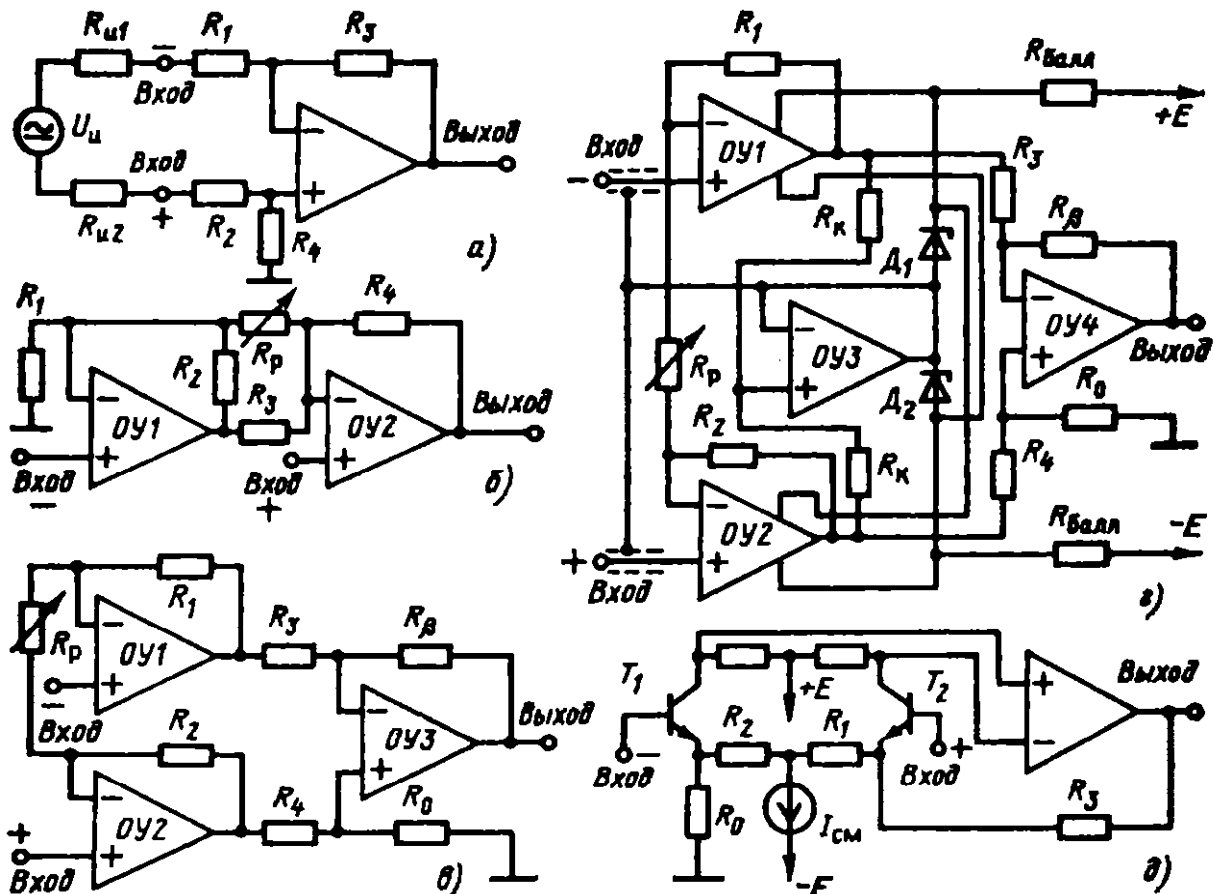 Rи1
R1
R3
−
Вход
Uи
Выход
Вход
+
Rи2
R2
R4
−
+
а)
R1
R4
Rр
R2
R3
−
ОУ1
+
−
ОУ2
+
Выход
Вход
−
Вход
+
б)
R1
Rр
−
ОУ1
+
R3
Rβ
−
Вход
R2
−
ОУ3
+
Выход
−
ОУ2
+
R4
R0
+
Вход
в)
R1
Rбалл
+E
−
ОУ1
+
Вход
−
R3
Rк
Rβ
Д1
−
ОУ3
+
−
ОУ4
+
Выход
Rр
Д2
R0
R2
Rк
R4
−
ОУ2
+
Rбалл
−E
+
Вход
г)
T1
+E
T2
+
−
Выход
R2
R1
−
Вход
+
Вход
R0
Iсм
R3
−E
д)